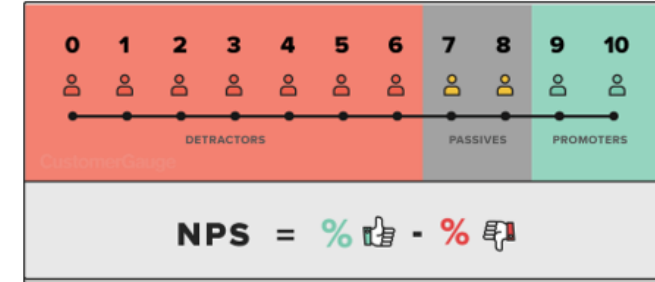 0 1 2 3 4 5 6 7 8 9 10
DETRACTORS PASSIVES PROMOTERS
CustomerGauge
NPS = % - %